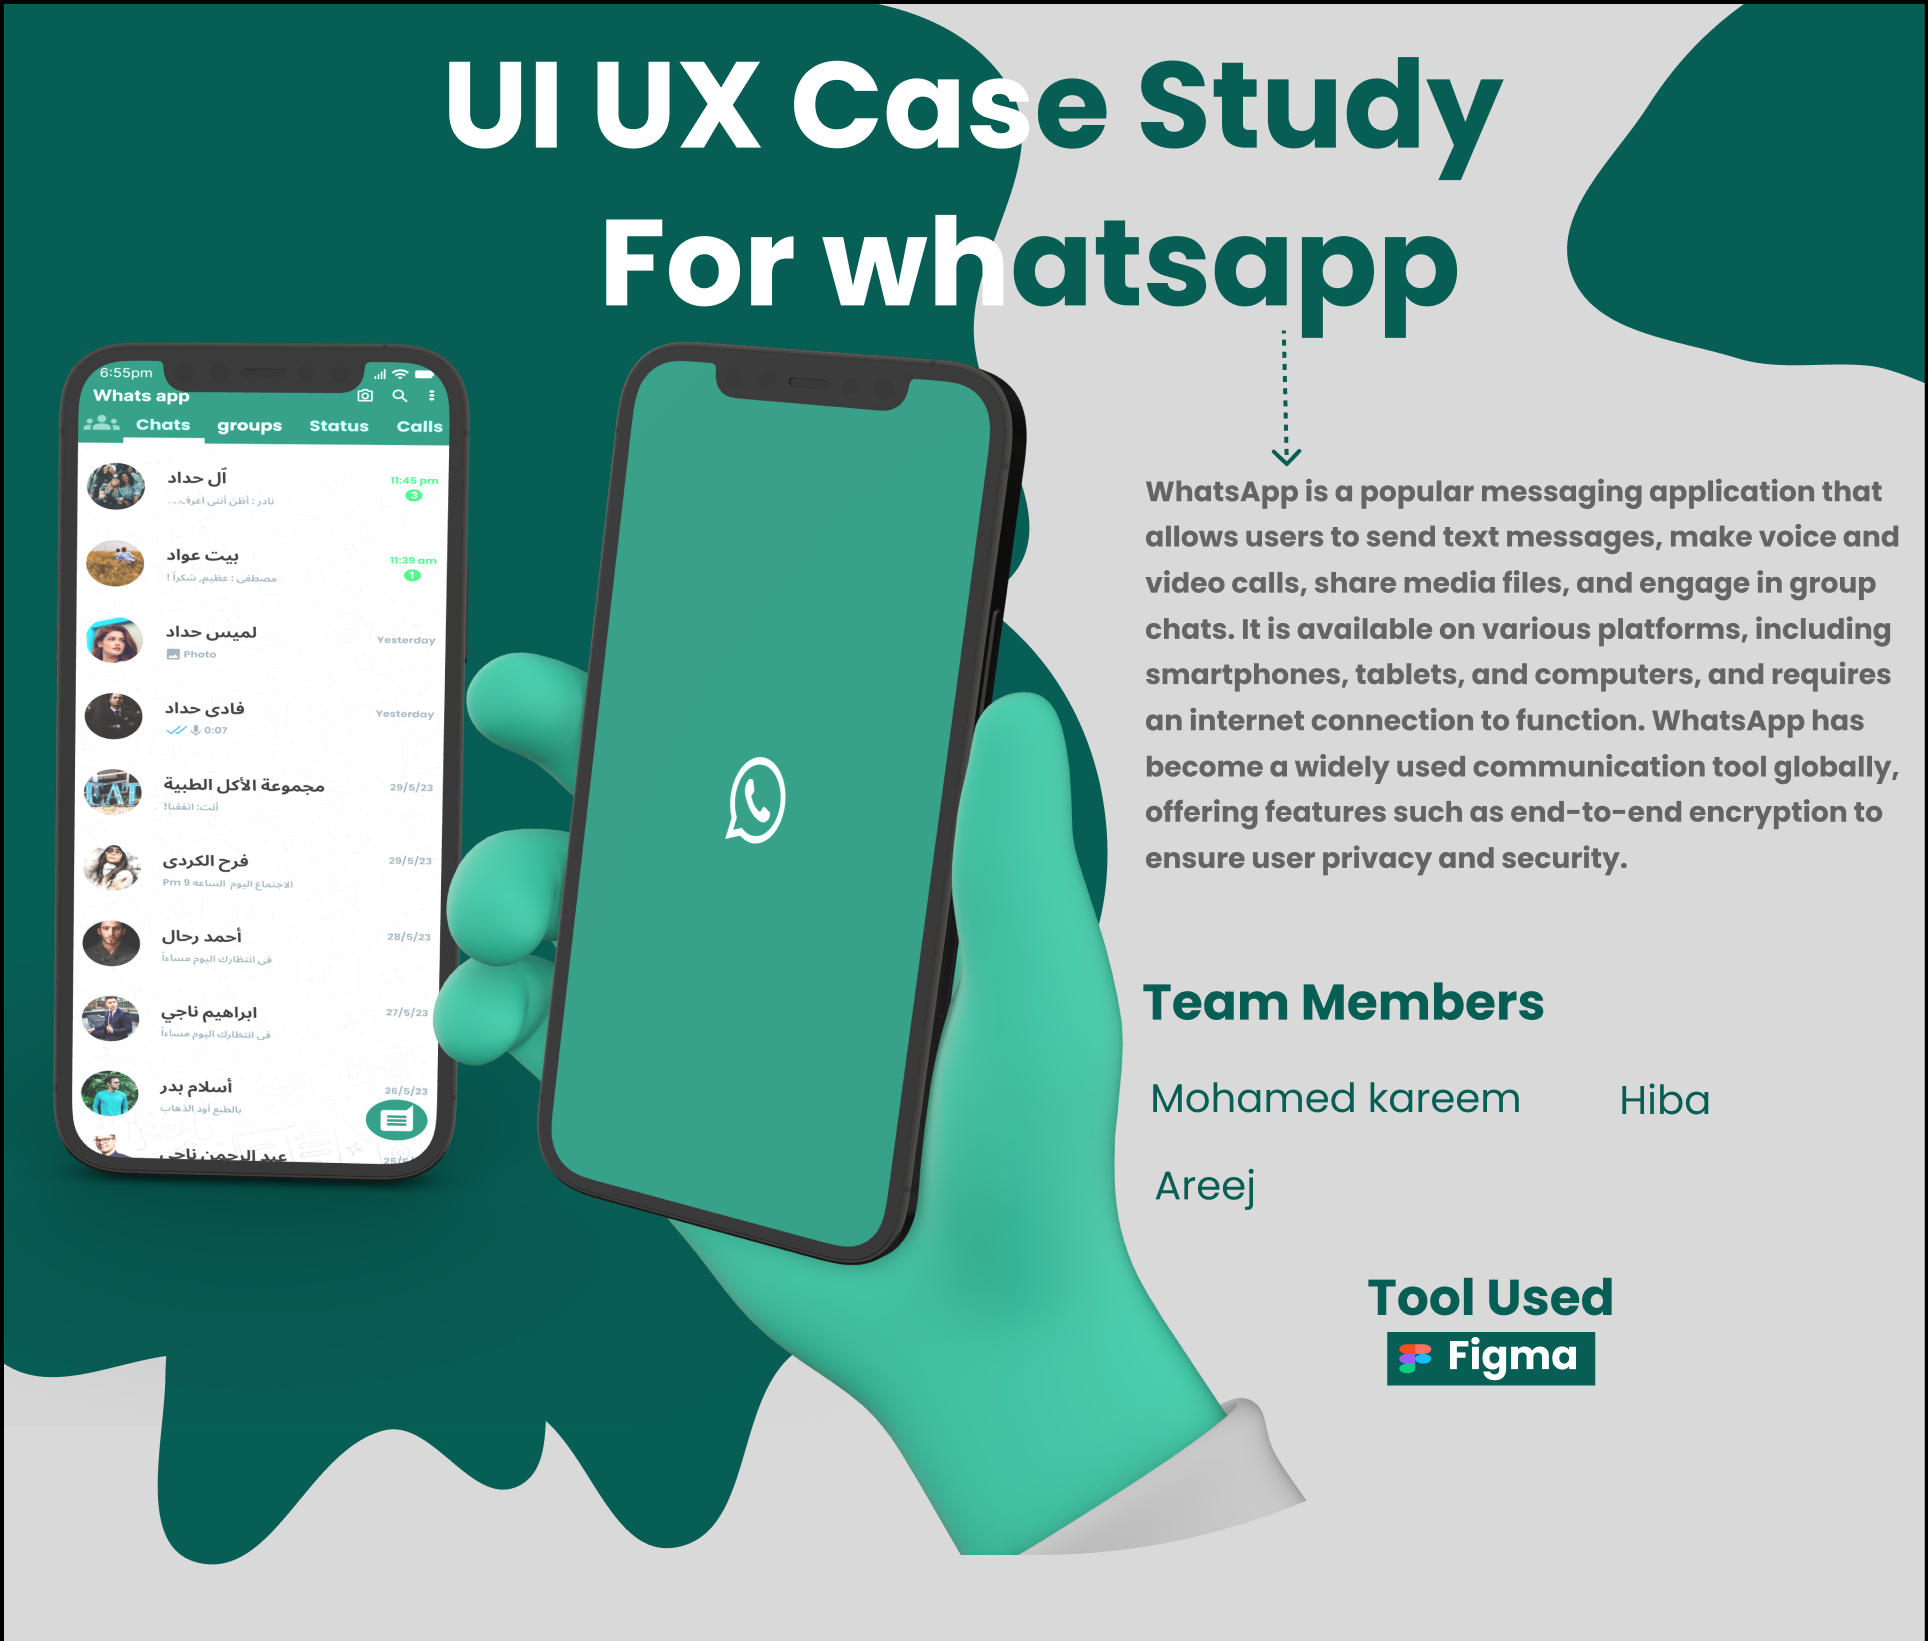 UI UX Case Study
For whatsapp
6:55pm
Whats app
Chats groups Status Calls
آل حداد
11:45 pm
نادر : أظن أنني اعرف....
3
بيت عواد
11:39 am
مصطفى : عظيم, شكراً !
1
لميس حداد
Yesterday
Photo
فادى حداد
Yesterday
0:07
مجموعة الأكل الطبية
29/5/23
أنت: اتفقنا!
فرح الكردى
29/5/23
الاجتماع اليوم الساعه 9 Pm
أحمد رحال
28/5/23
فى انتظارك اليوم مساءاً
ابراهيم ناجي
27/5/23
فى انتظارك اليوم مساءاً
أسلام بدر
26/5/23
بالطبع أود الذهاب
عبد الرحمن ناجى
EAT
WhatsApp is a popular messaging application that
allows users to send text messages, make voice and
video calls, share media files, and engage in group
chats. It is available on various platforms, including
smartphones, tablets, and computers, and requires
an internet connection to function. WhatsApp has
become a widely used communication tool globally,
offering features such as end-to-end encryption to
ensure user privacy and security.
Team Members
Mohamed kareem Hiba
Areej
Tool Used
Figma